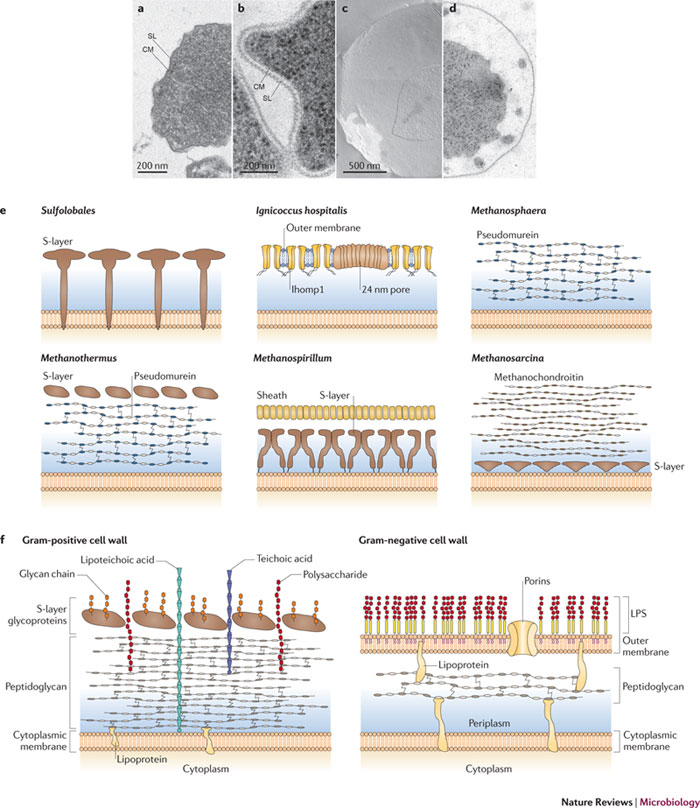 a
b
c
d
SL
CM
CM
SL
200 nm
200 nm
500 nm
e
Sulfolobales
Ignicoccus hospitalis
Methanosphaera
S-layer
Outer membrane
Ihomp1
24 nm pore
Pseudomurein
Methanothermus
Methanospirillum
Methanosarcina
S-layer
Pseudomurein
Sheath
S-layer
Methanochondroitin
S-layer
f
Gram-positive cell wall
Gram-negative cell wall
Lipoteichoic acid
Teichoic acid
Glycan chain
Polysaccharide
S-layer
glycoproteins
Peptidoglycan
Cytoplasmic
membrane
Lipoprotein
Cytoplasm
Porins
LPS
Outer
membrane
Lipoprotein
Peptidoglycan
Periplasm
Cytoplasmic
membrane
Cytoplasm
Nature Reviews | Microbiology